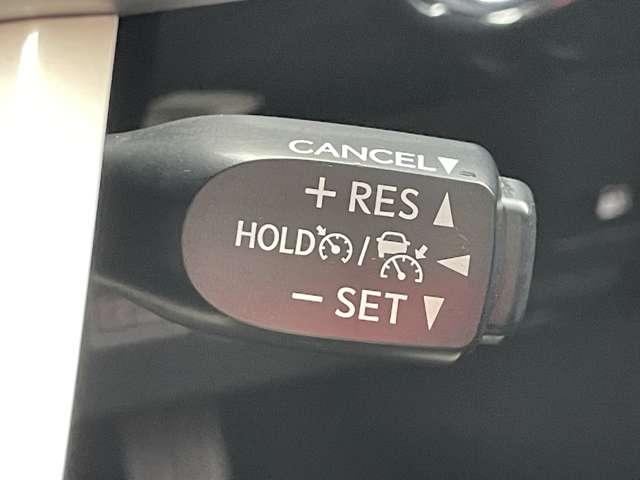 CANCEL▼
+ RES ▲
HOLD / ◀
− SET ▼